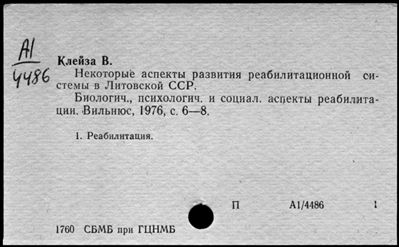 А1
4486
Клейза В.
Некоторые аспекты развития реабилитационной си-
стемы в Литовской ССР.
Биологич., психологич. и социал. аспекты реабилита-
ции. Вильнюс, 1976, с. 6—8.
1. Реабилитация.
П А1/4486 1
1760 СБМБ при ГЦНМБ